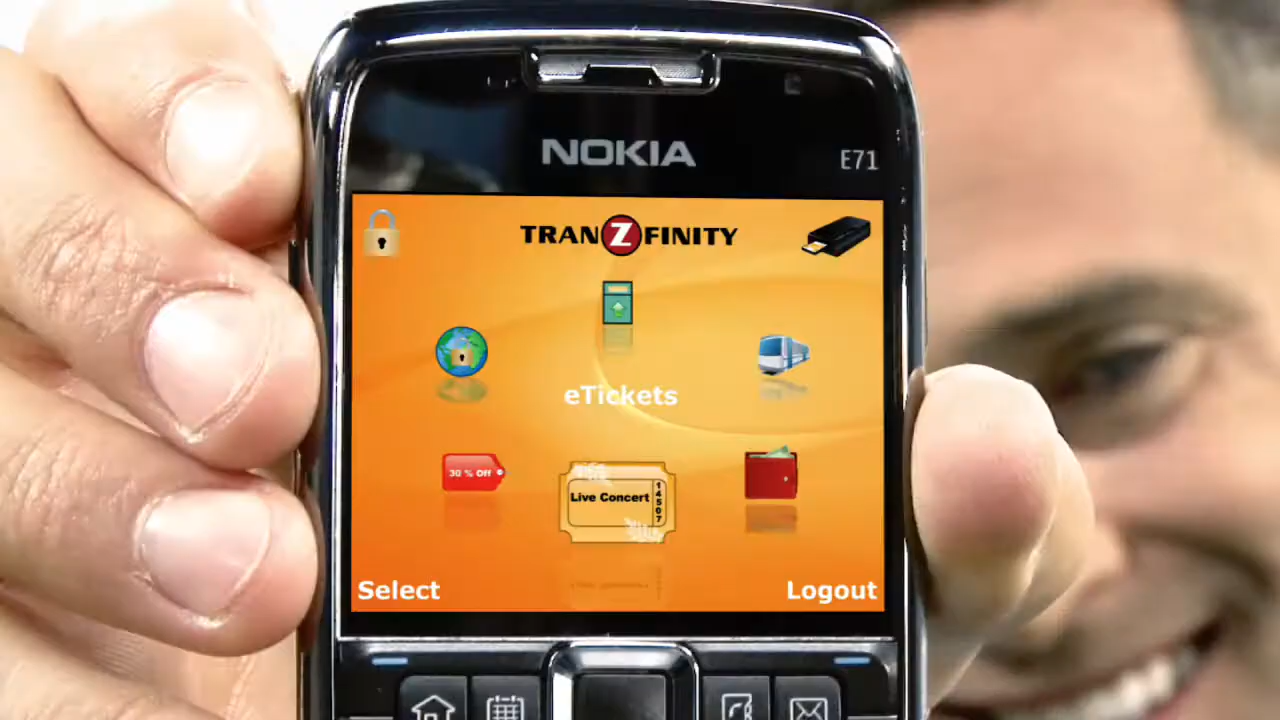 NOKIA
E71
TRANZFINITY
eTickets
30 % Off
Live Concert
14507
Select
Logout